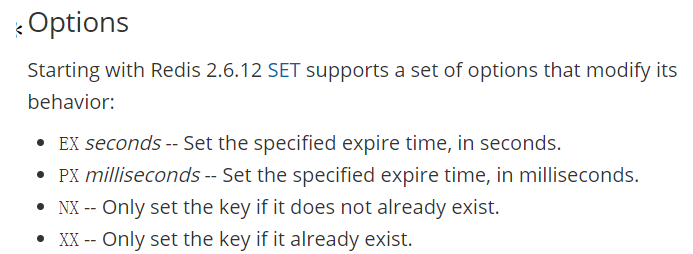 Options
Starting with Redis 2.6.12 SET supports a set of options that modify its
behavior:
• EX seconds -- Set the specified expire time, in seconds.
• PX milliseconds -- Set the specified expire time, in milliseconds.
• NX -- Only set the key if it does not already exist.
• XX -- Only set the key if it already exist.